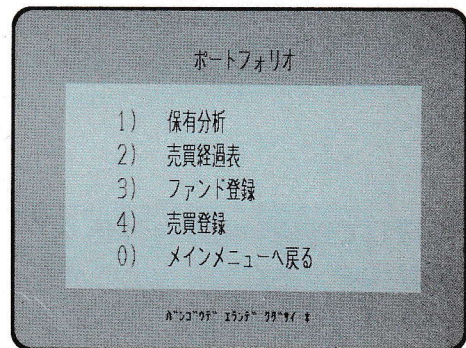 ポートフォリオ
1) 保有分析
2) 売買経過表
3) ファンド登録
4) 売買登録
0) メインメニューへ戻る
ﾊﾞﾝｺﾞｳﾃﾞ ｴﾗﾝﾃﾞ ｸﾀﾞｻｲ